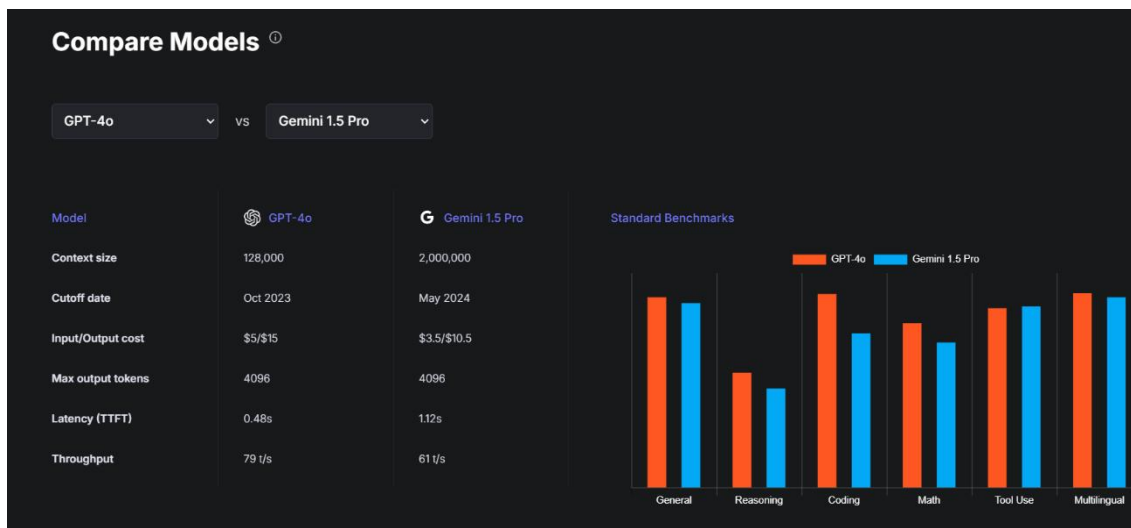 Compare Models
GPT-4o vs Gemini 1.5 Pro
Model GPT-4o Gemini 1.5 Pro
Context size 128,000 2,000,000
Cutoff date Oct 2023 May 2024
Input/Output cost $5/$15 $3.5/$10.5
Max output tokens 4096 4096
Latency (TTFT) 0.48s 1.12s
Throughput 79 t/s 61 t/s
Standard Benchmarks
GPT-4o Gemini 1.5 Pro
General Reasoning Coding Math Tool Use Multilingual